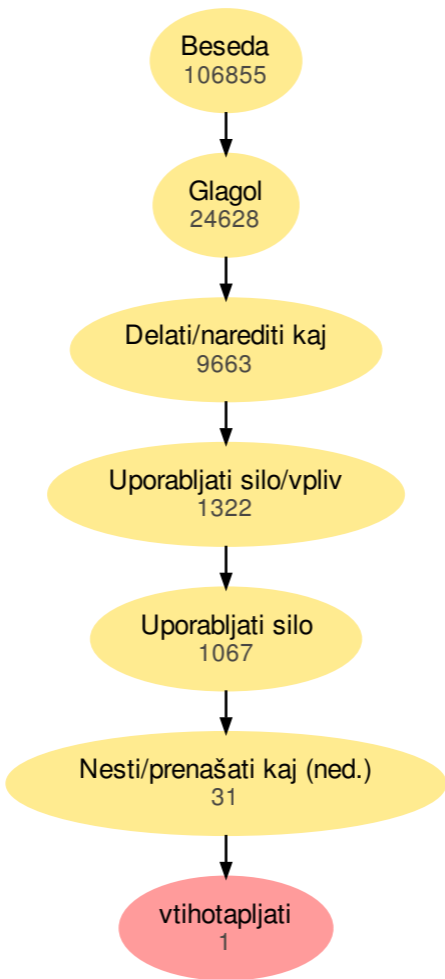 Beseda
106855
Glagol
24628
Delati/narediti kaj
9663
Uporabljati silo/vpliv
1322
Uporabljati silo
1067
Nesti/prenašati kaj (ned.)
31
vtihotapljati
1